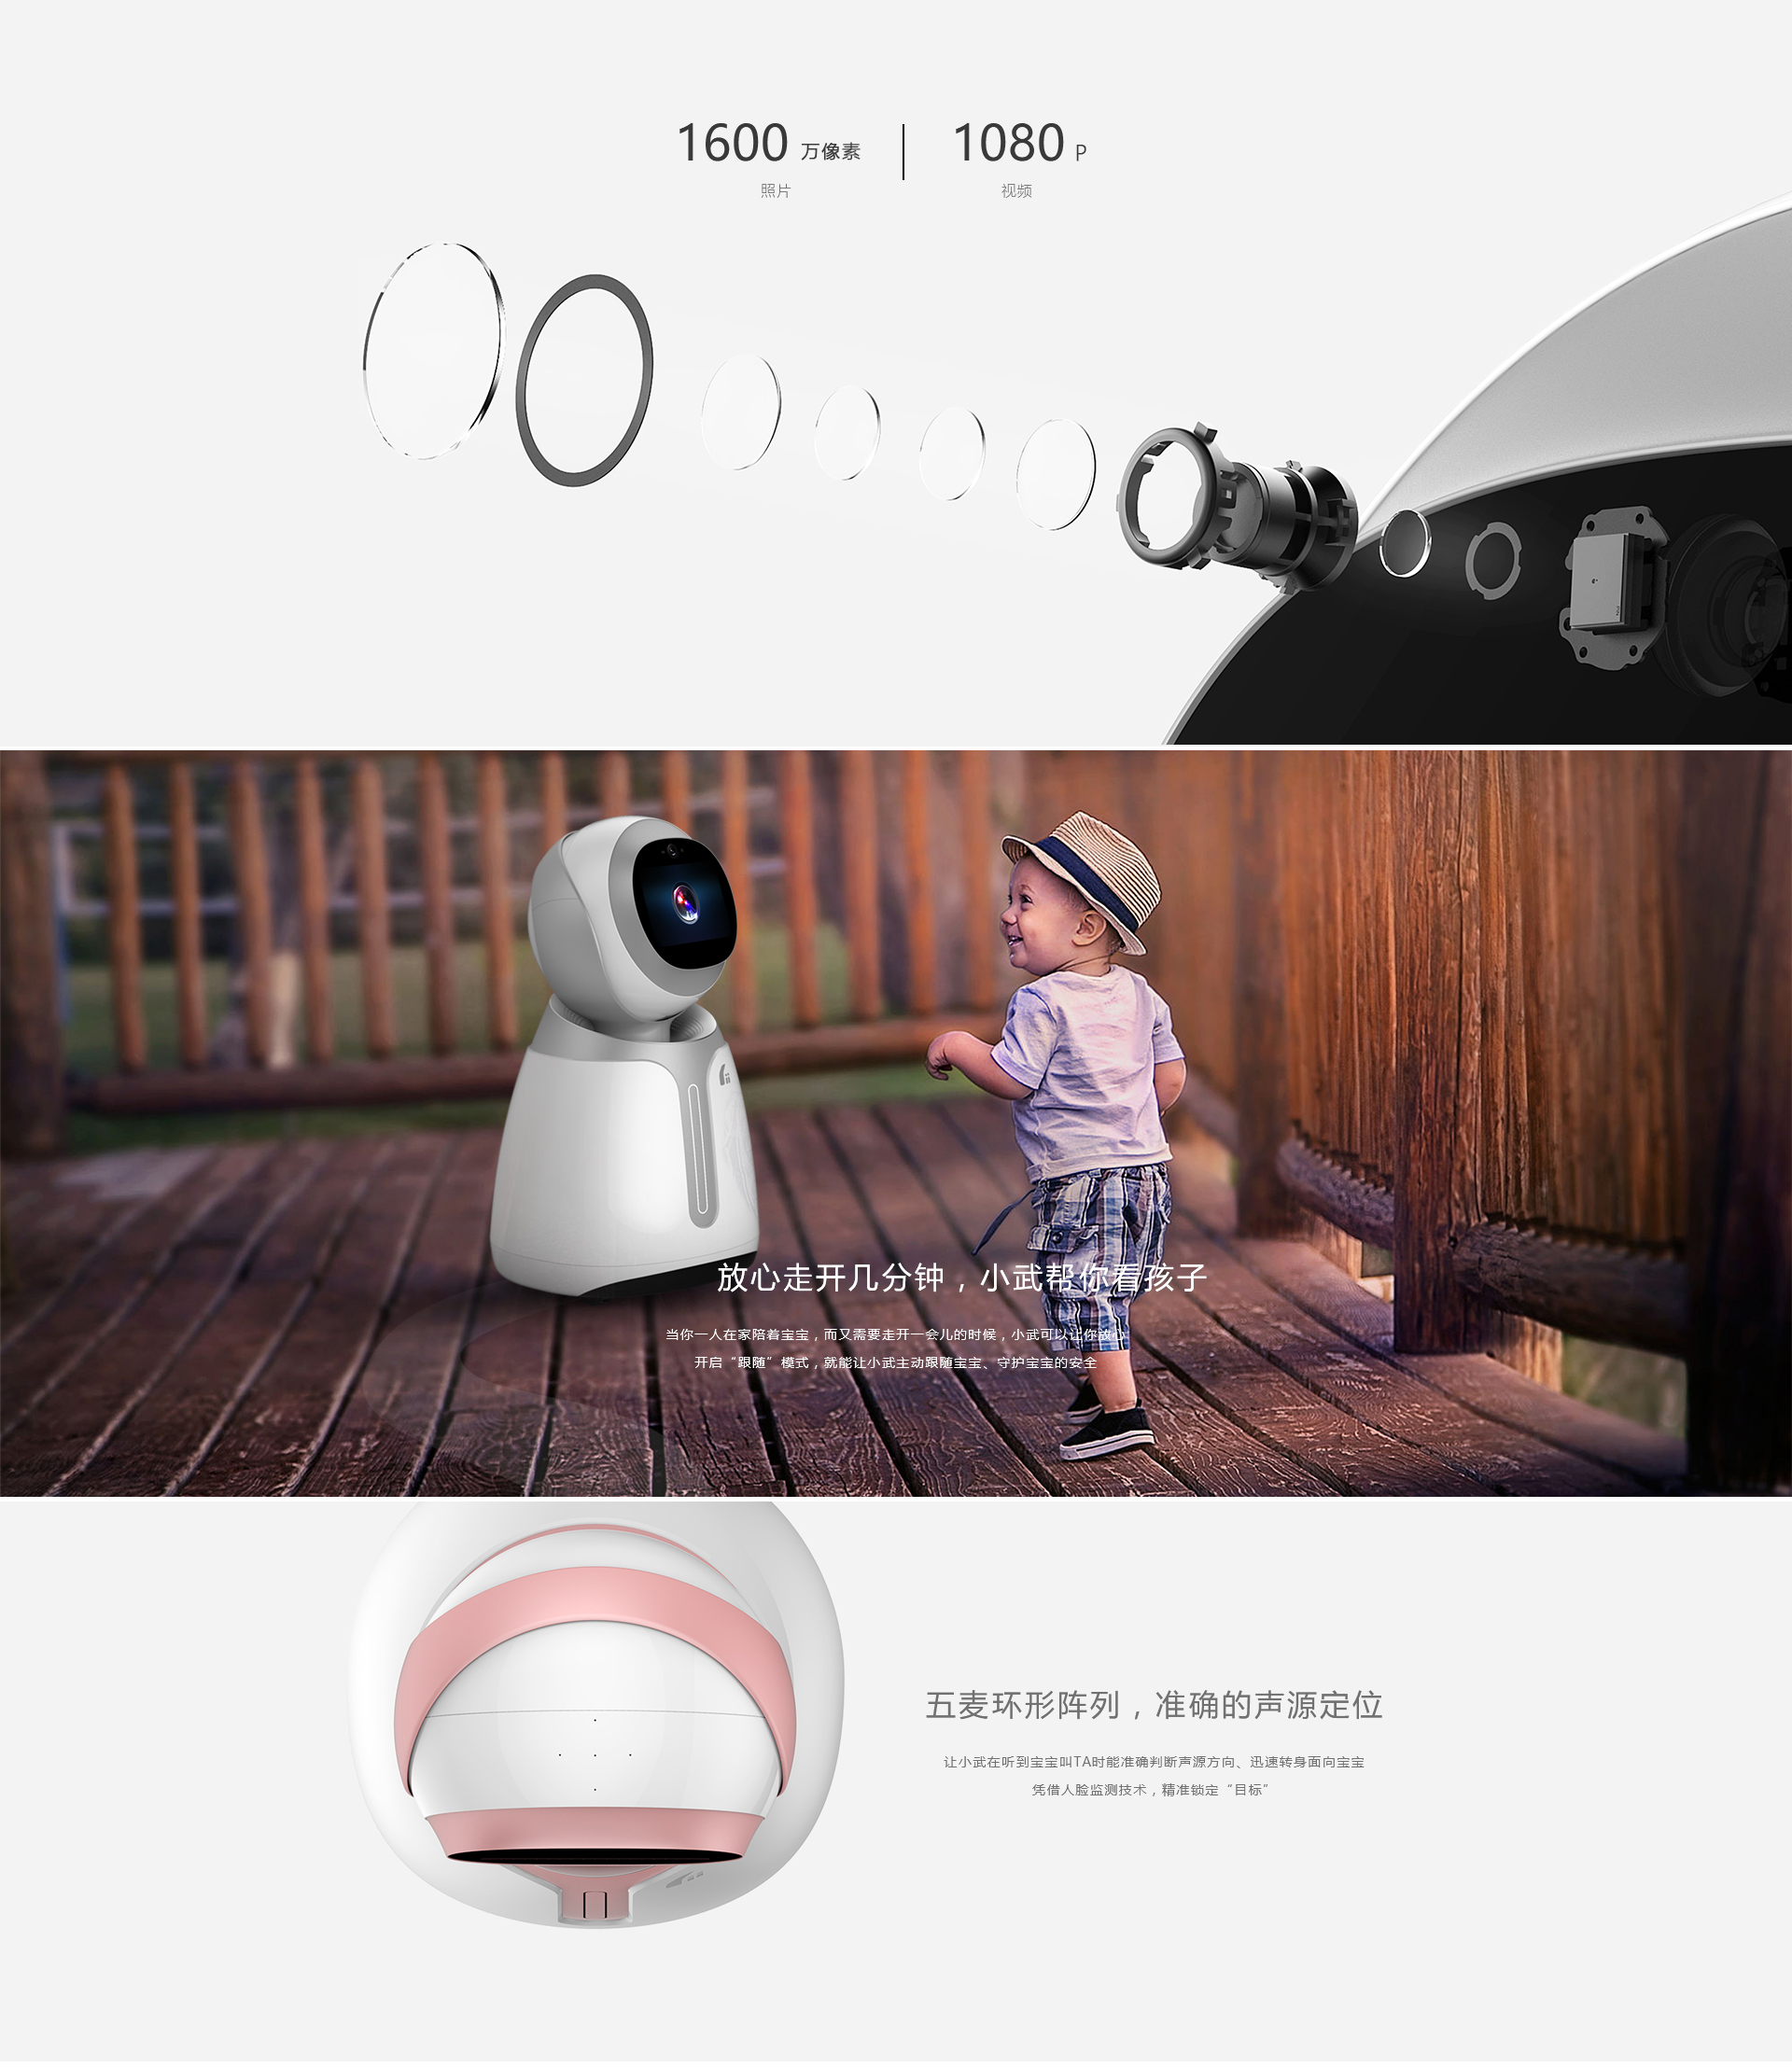 1600 万像素
照片
1080 P
视频
放心走开几分钟，小武帮你看孩子
当你一人在家陪着宝宝，而又需要走开一会儿的时候，小武可以让你放心
开启“跟随”模式，就能让小武主动跟随宝宝、守护宝宝的安全
五麦环形阵列，准确的声源定位
让小武在听到宝宝叫TA时能准确判断声源方向、迅速转身面向宝宝
凭借人脸监测技术，精准锁定“目标”